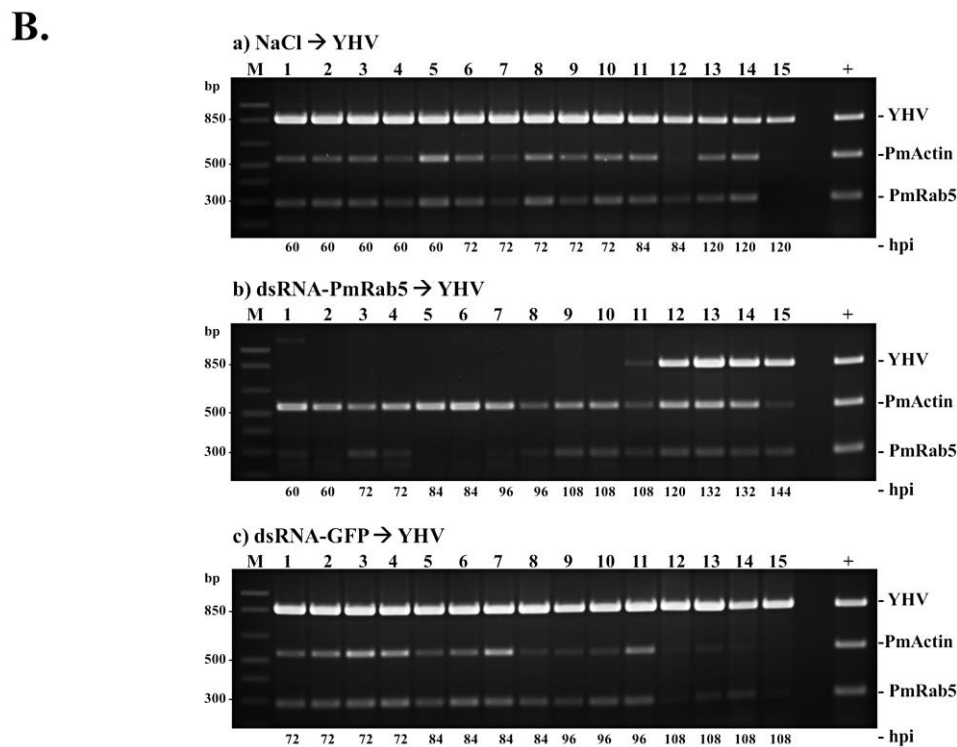 B.
a) NaCl → YHV
M 1 2 3 4 5 6 7 8 9 10 11 12 13 14 15 +
bp
850 - YHV
500 -PmActin
300 - PmRab5
60 60 60 60 60 72 72 72 72 72 84 84 120 120 120 - hpi
b) dsRNA-PmRab5 → YHV
M 1 2 3 4 5 6 7 8 9 10 11 12 13 14 15 +
bp
850 - YHV
500 -PmActin
300 - PmRab5
60 60 72 72 84 84 96 96 108 108 108 120 132 132 144 - hpi
c) dsRNA-GFP → YHV
M 1 2 3 4 5 6 7 8 9 10 11 12 13 14 15 +
bp
850 - YHV
500 -PmActin
300 - PmRab5
72 72 72 72 84 84 84 84 96 96 96 108 108 108 108 - hpi